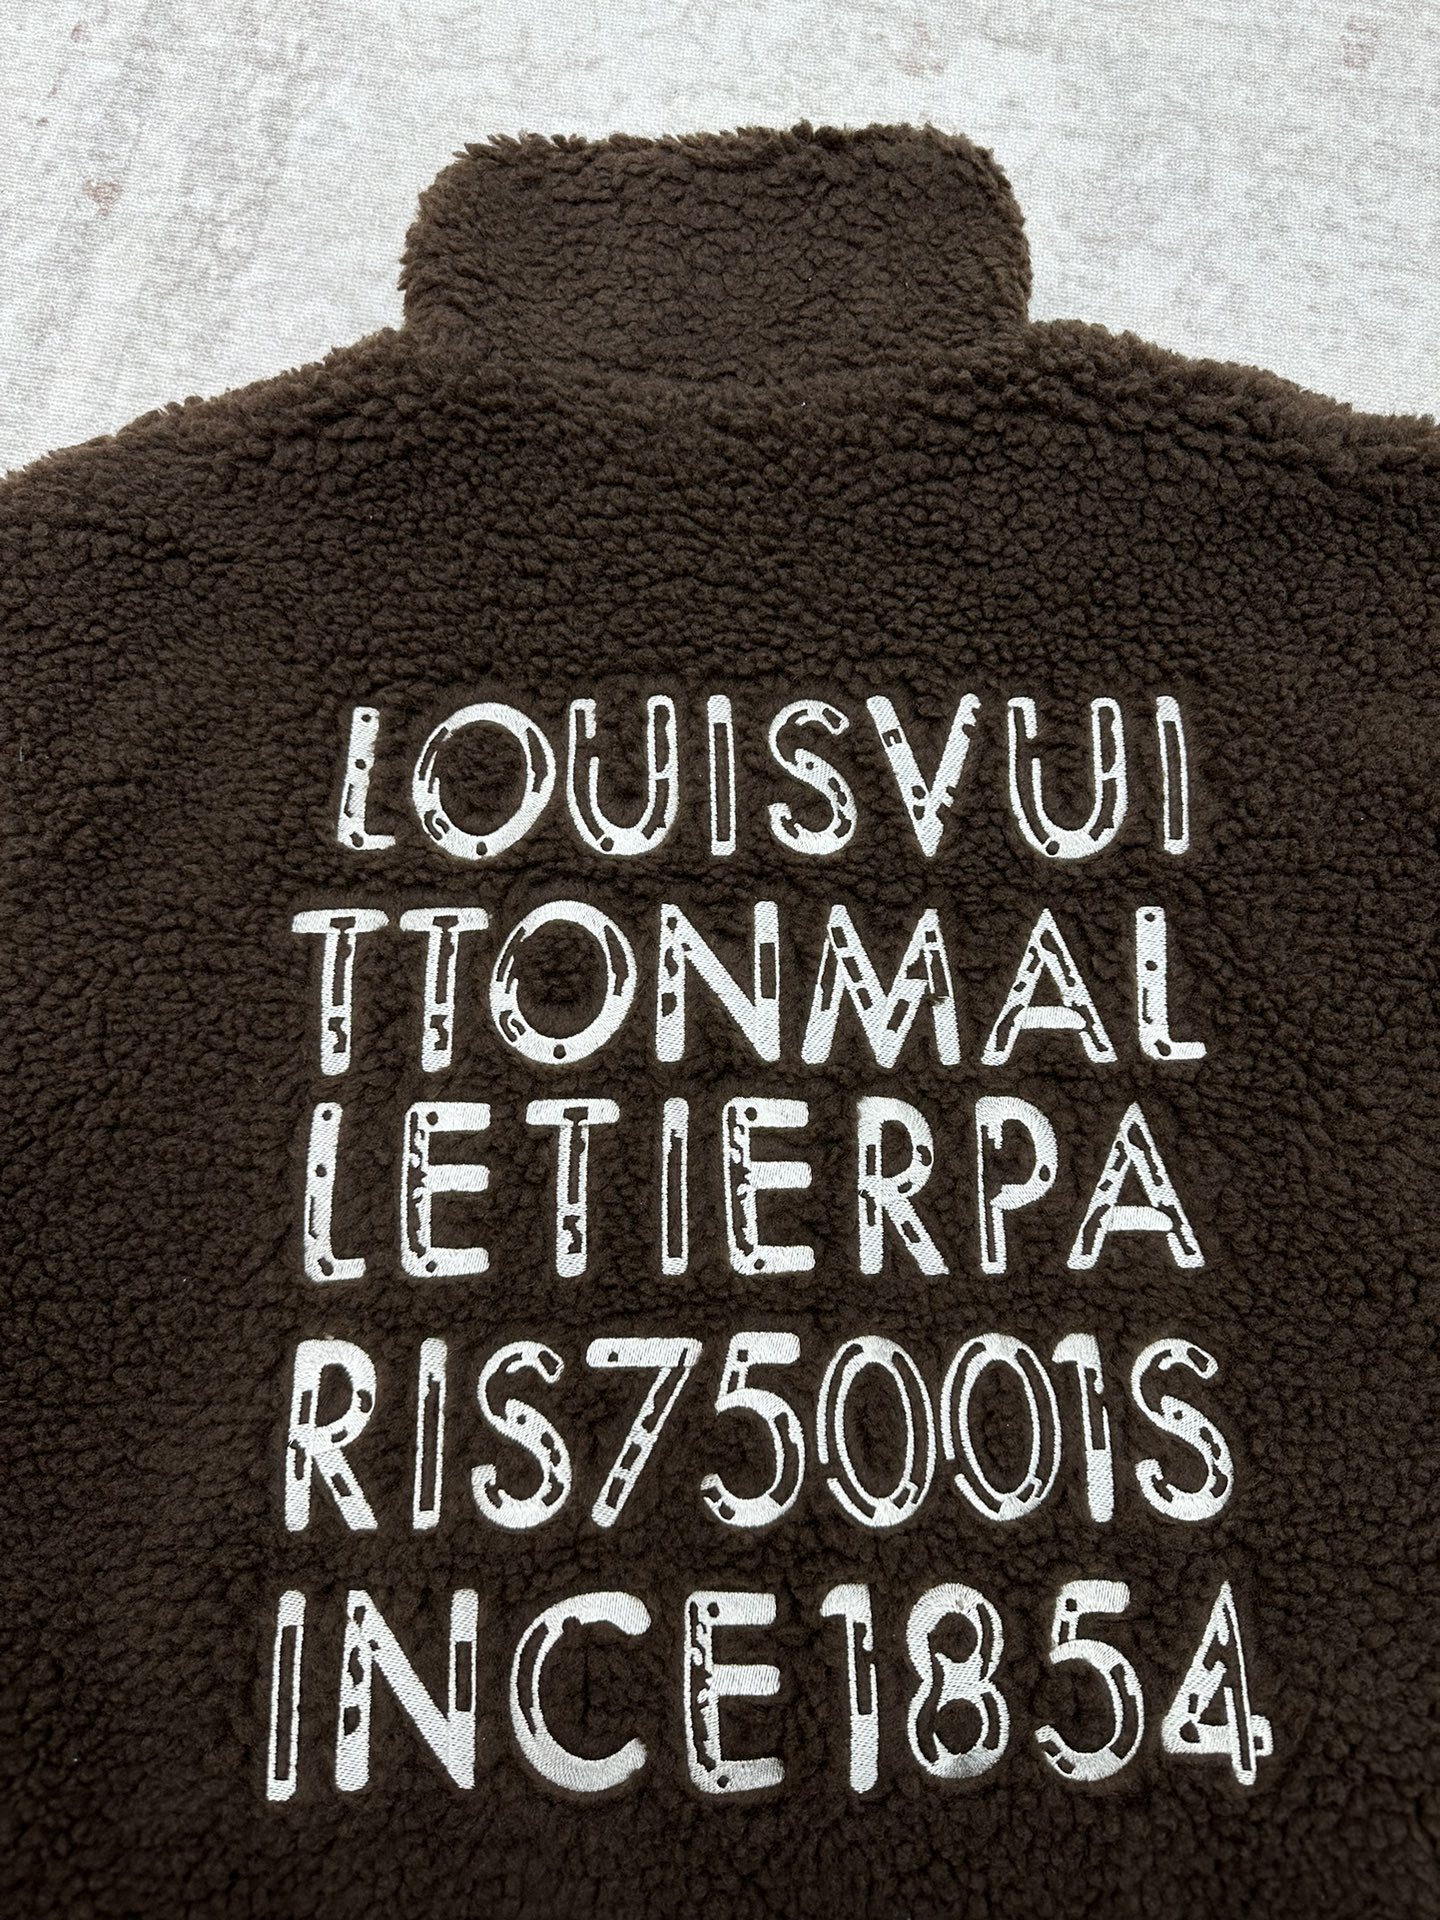 LOUISVUI
TTONMAL
LETIERPA
RIS75001S
INCE1854